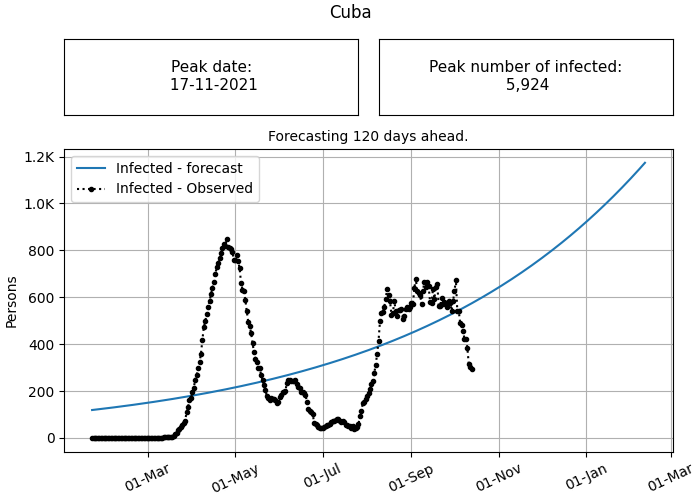 Cuba
Peak date:
17-11-2021
Peak number of infected:
5,924
Forecasting 120 days ahead.
Infected - forecast
Infected - Observed
1.2K
1.0K
800
600
400
200
0
Persons
01-Mar
01-May
01-Jul
01-Sep
01-Nov
01-Jan
01-Mar